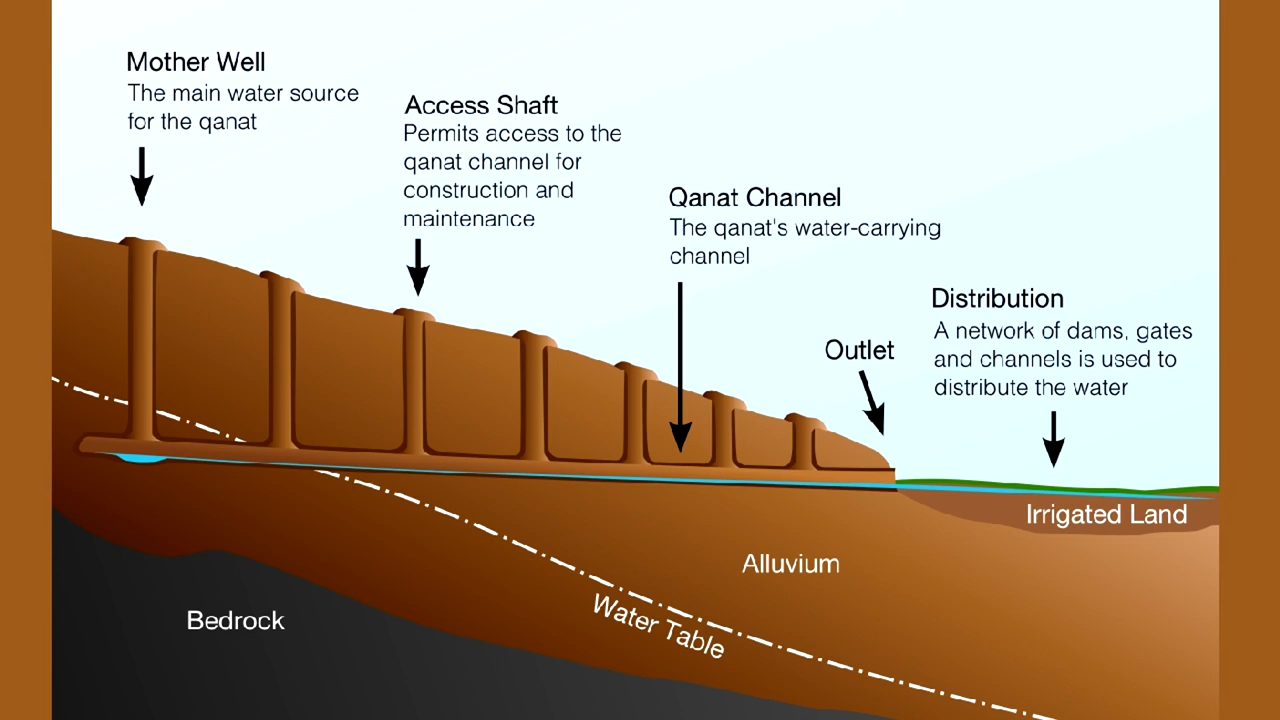 Mother Well
The main water source
for the qanat
Access Shaft
Permits access to the
qanat channel for
construction and
maintenance
Qanat Channel
The qanat's water-carrying
channel
Outlet
Distribution
A network of dams, gates
and channels is used to
distribute the water
Irrigated Land
Alluvium
Water Table
Bedrock